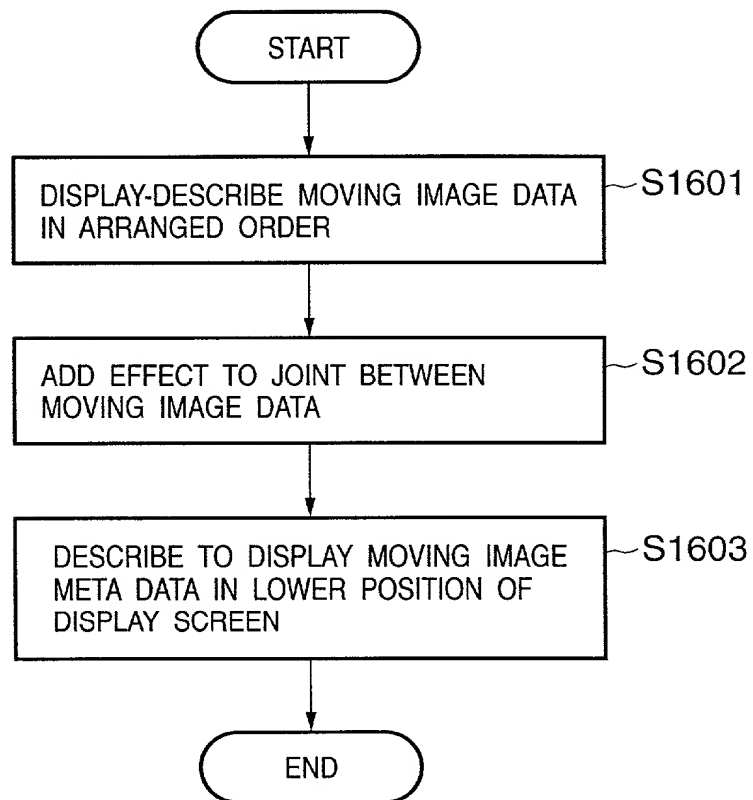 START
DISPLAY-DESCRIBE MOVING IMAGE DATA
IN ARRANGED ORDER
S1601
ADD EFFECT TO JOINT BETWEEN
MOVING IMAGE DATA
S1602
DESCRIBE TO DISPLAY MOVING IMAGE
META DATA IN LOWER POSITION OF
DISPLAY SCREEN
S1603
END